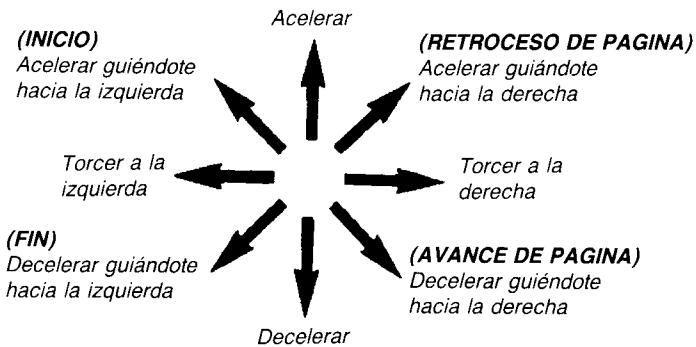 Acelerar
(INICIO)
Acelerar guiéndote
hacia la izquierda
(RETROCESO DE PAGINA)
Acelerar guiándote
hacia la derecha
Torcer a la
izquierda
Torcer a la
derecha
(FIN)
Decelerar guiándote
hacia la izquierda
(AVANCE DE PAGINA)
Decelerar guiéndote
hacia la derecha
Decelerar